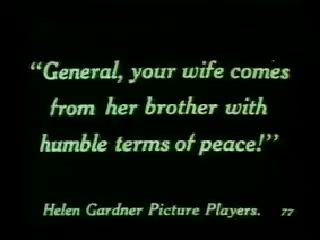 “General, your wife comes
from her brother with
humble terms of peace!”
Helen Gardner Picture Players. 77